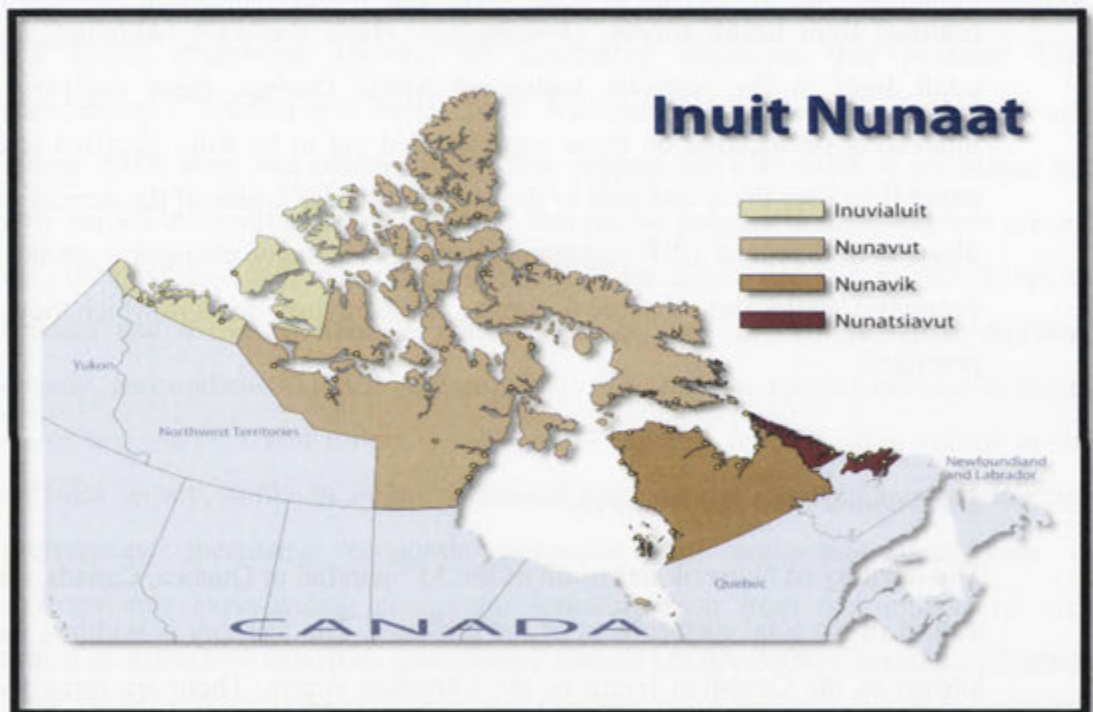 Inuit Nunaat
Inuvialuit
Nunavut
Nunavik
Nunatsiavut
Yukon
Northwest Territories
Newfoundland
and Labrador
Quebec
CANADA